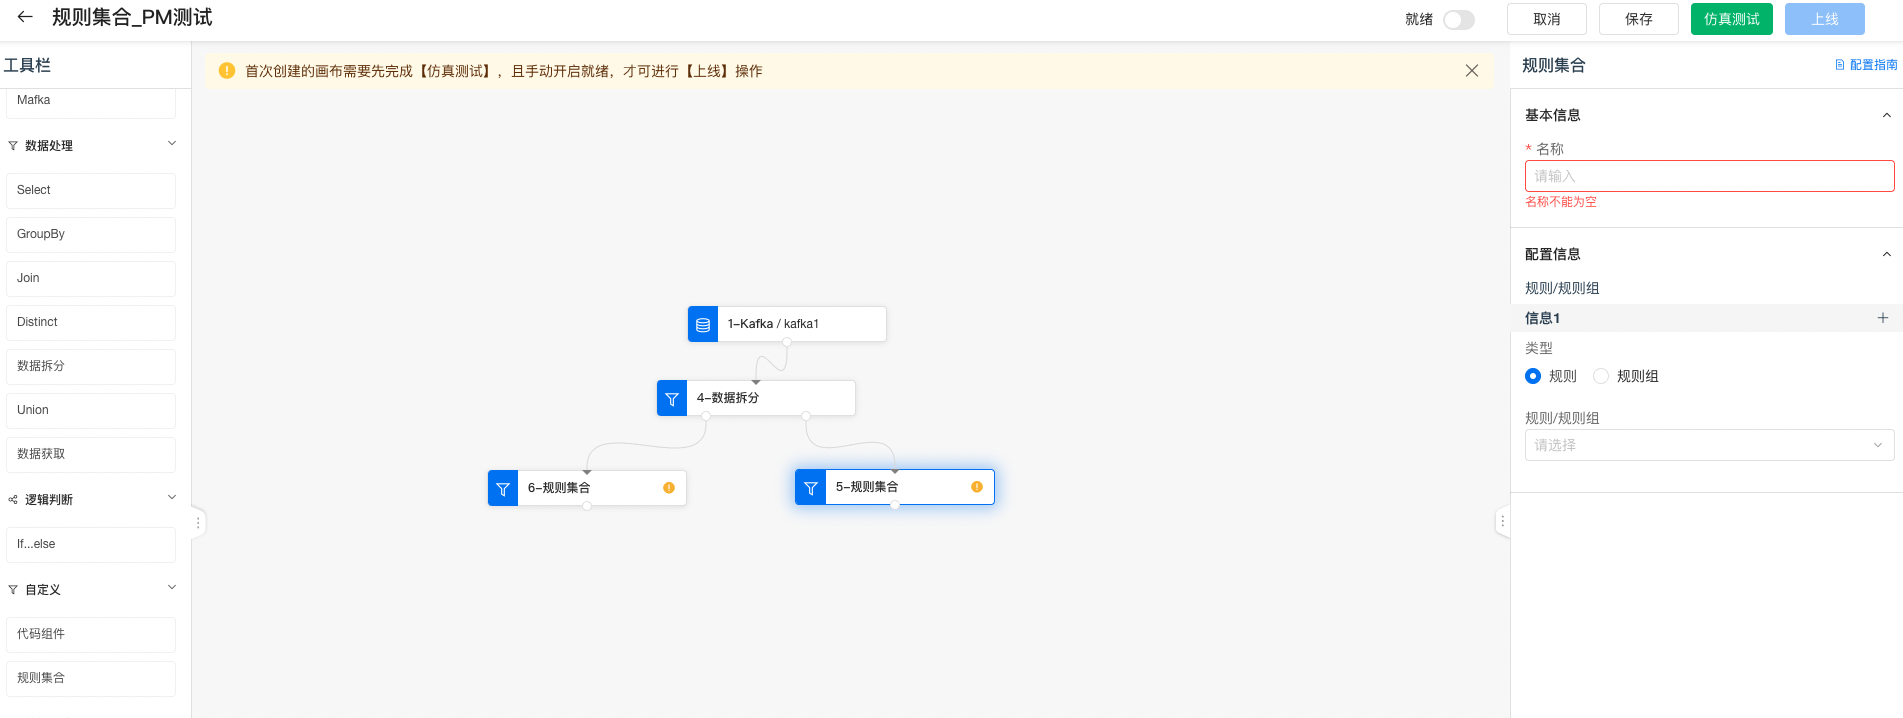 规则集合_PM测试
就绪
取消
保存
仿真测试
上线
工具栏
Mafka
数据处理
Select
GroupBy
Join
Distinct
数据拆分
Union
数据获取
逻辑判断
If...else
自定义
代码组件
规则集合
首次创建的画布需要先完成【仿真测试】，且手动开启就绪，才可进行【上线】操作
1-Kafka / kafka1
4-数据拆分
6-规则集合
5-规则集合
规则集合
配置指南
基本信息
* 名称
请输入
名称不能为空
配置信息
规则/规则组
信息1
类型
规则
规则组
规则/规则组
请选择